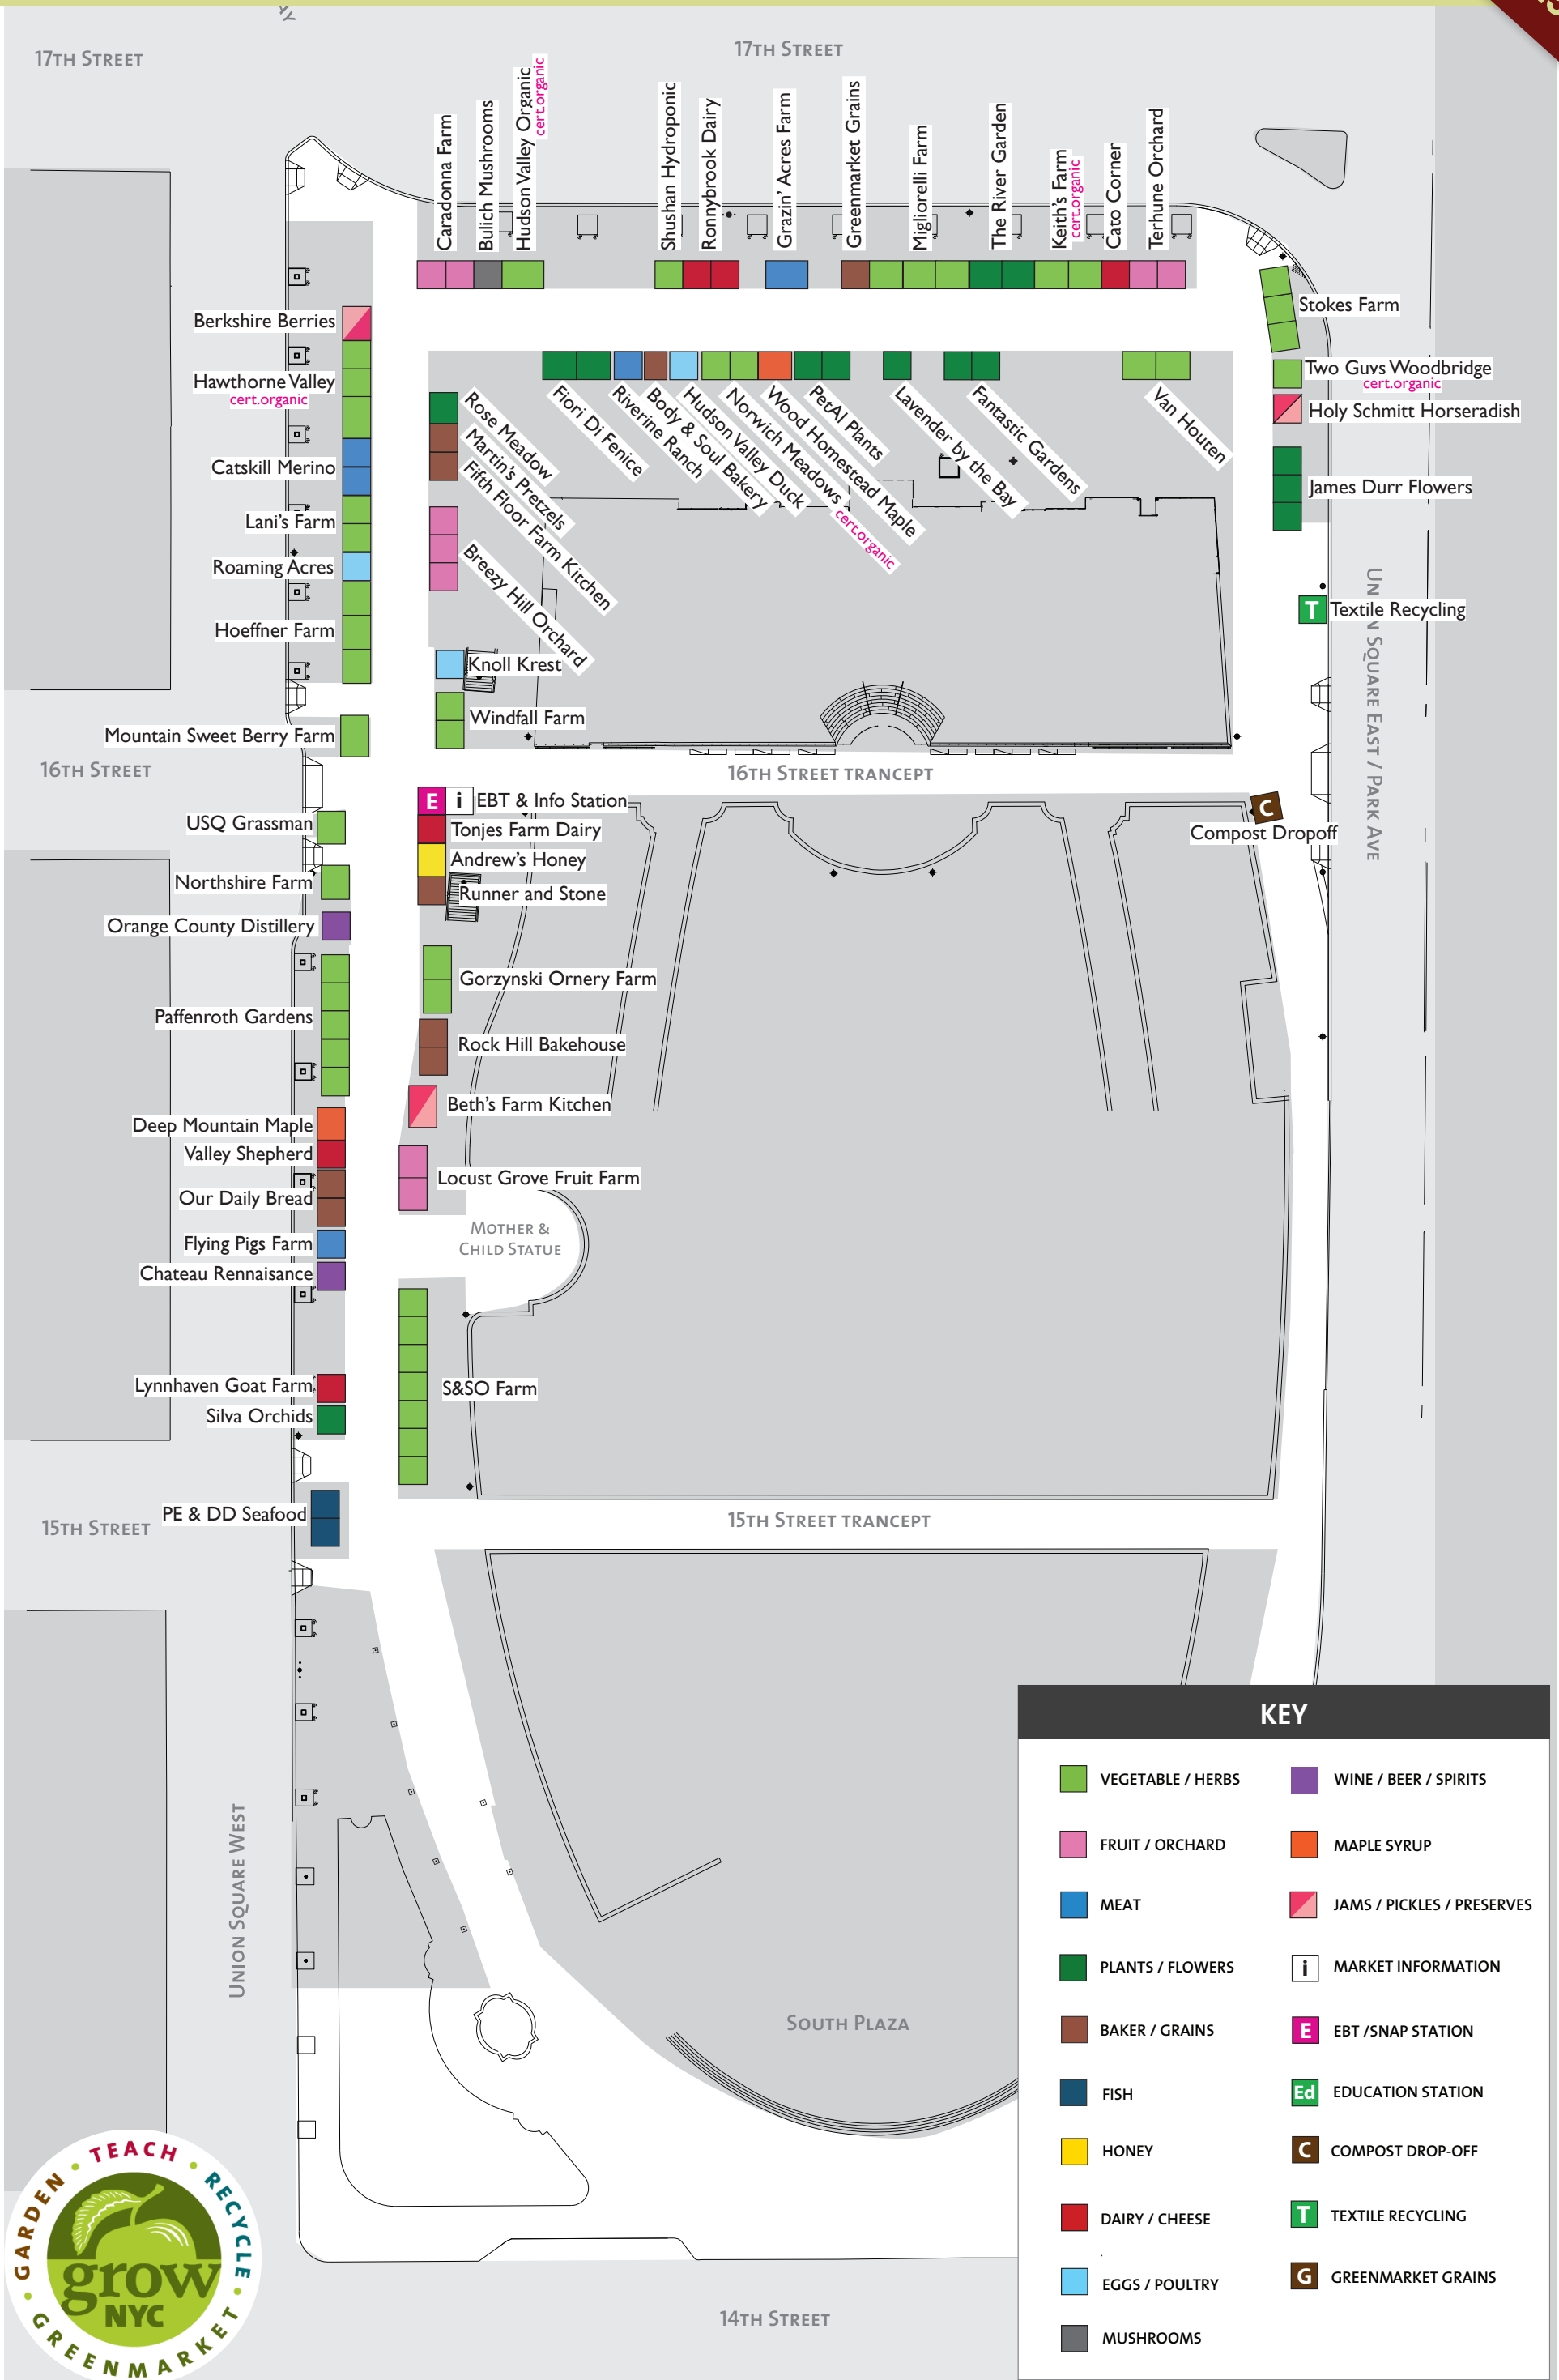 17TH STREET
17TH STREET
Caradonna Farm
Bulich Mushrooms
Hudson Valley Organic
cert.organic
Shushan Hydroponic
Ronnybrook Dairy
Grazin' Acres Farm
Greenmarket Grains
Migliorelli Farm
The River Garden
Keith's Farm
cert.organic
Cato Corner
Terhune Orchard
Berkshire Berries
Hawthorne Valley
cert.organic
Catskill Merino
Lani's Farm
Roaming Acres
Hoeffner Farm
Mountain Sweet Berry Farm
16TH STREET
Rose Meadow
Martin's Pretzels
Fifth Floor Farm Kitchen
Breezy Hill Orchard
Knoll Krest
Windfall Farm
Fiori Di Fenice
Riverine Ranch
Body & Soul Bakery
Hudson Valley Duck
Norwich Meadows
cert.organic
Wood Homestead Maple
PetAl Plants
Lavender by the Bay
Fantastic Gardens
Van Houten
Stokes Farm
Two Guys Woodbridge
cert.organic
Holy Schmitt Horseradish
James Durr Flowers
T Textile Recycling
UNION SQUARE EAST / PARK AVE
16TH STREET TRANCEPT
E i EBT & Info Station
Tonjes Farm Dairy
Andrew's Honey
Runner and Stone
Gorzynski Ornery Farm
Rock Hill Bakehouse
Beth's Farm Kitchen
Locust Grove Fruit Farm
MOTHER &
CHILD STATUE
S&SO Farm
C
Compost Dropoff
USQ Grassman
Northshire Farm
Orange County Distillery
Paffenroth Gardens
Deep Mountain Maple
Valley Shepherd
Our Daily Bread
Flying Pigs Farm
Chateau Rennaisance
Lynnhaven Goat Farm
Silva Orchids
PE & DD Seafood
15TH STREET
15TH STREET TRANCEPT
UNION SQUARE WEST
SOUTH PLAZA
14TH STREET
KEY
VEGETABLE / HERBS
FRUIT / ORCHARD
MEAT
PLANTS / FLOWERS
BAKER / GRAINS
FISH
HONEY
DAIRY / CHEESE
EGGS / POULTRY
MUSHROOMS
WINE / BEER / SPIRITS
MAPLE SYRUP
JAMS / PICKLES / PRESERVES
i MARKET INFORMATION
E EBT /SNAP STATION
Ed EDUCATION STATION
C COMPOST DROP-OFF
T TEXTILE RECYCLING
G GREENMARKET GRAINS
GARDEN • TEACH • RECYCLE •
grow
NYC
GREENMARKET